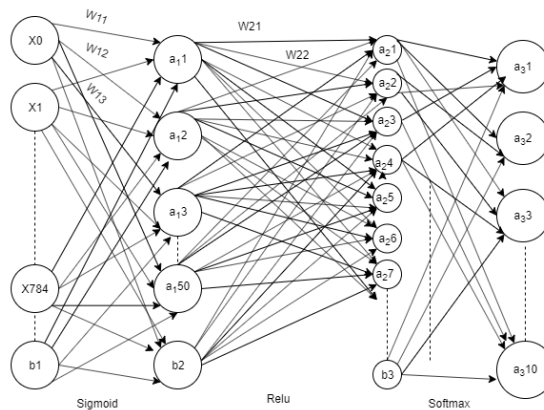 X0
X1
X784
b1
W11
W12
W13
a₁1
a₁2
a₁3
a₁50
b2
W21
W22
a₂1
a₂2
a₂3
a₂4
a₂5
a₂6
a₂7
b3
a₃1
a₃2
a₃3
a₃10
Sigmoid
Relu
Softmax